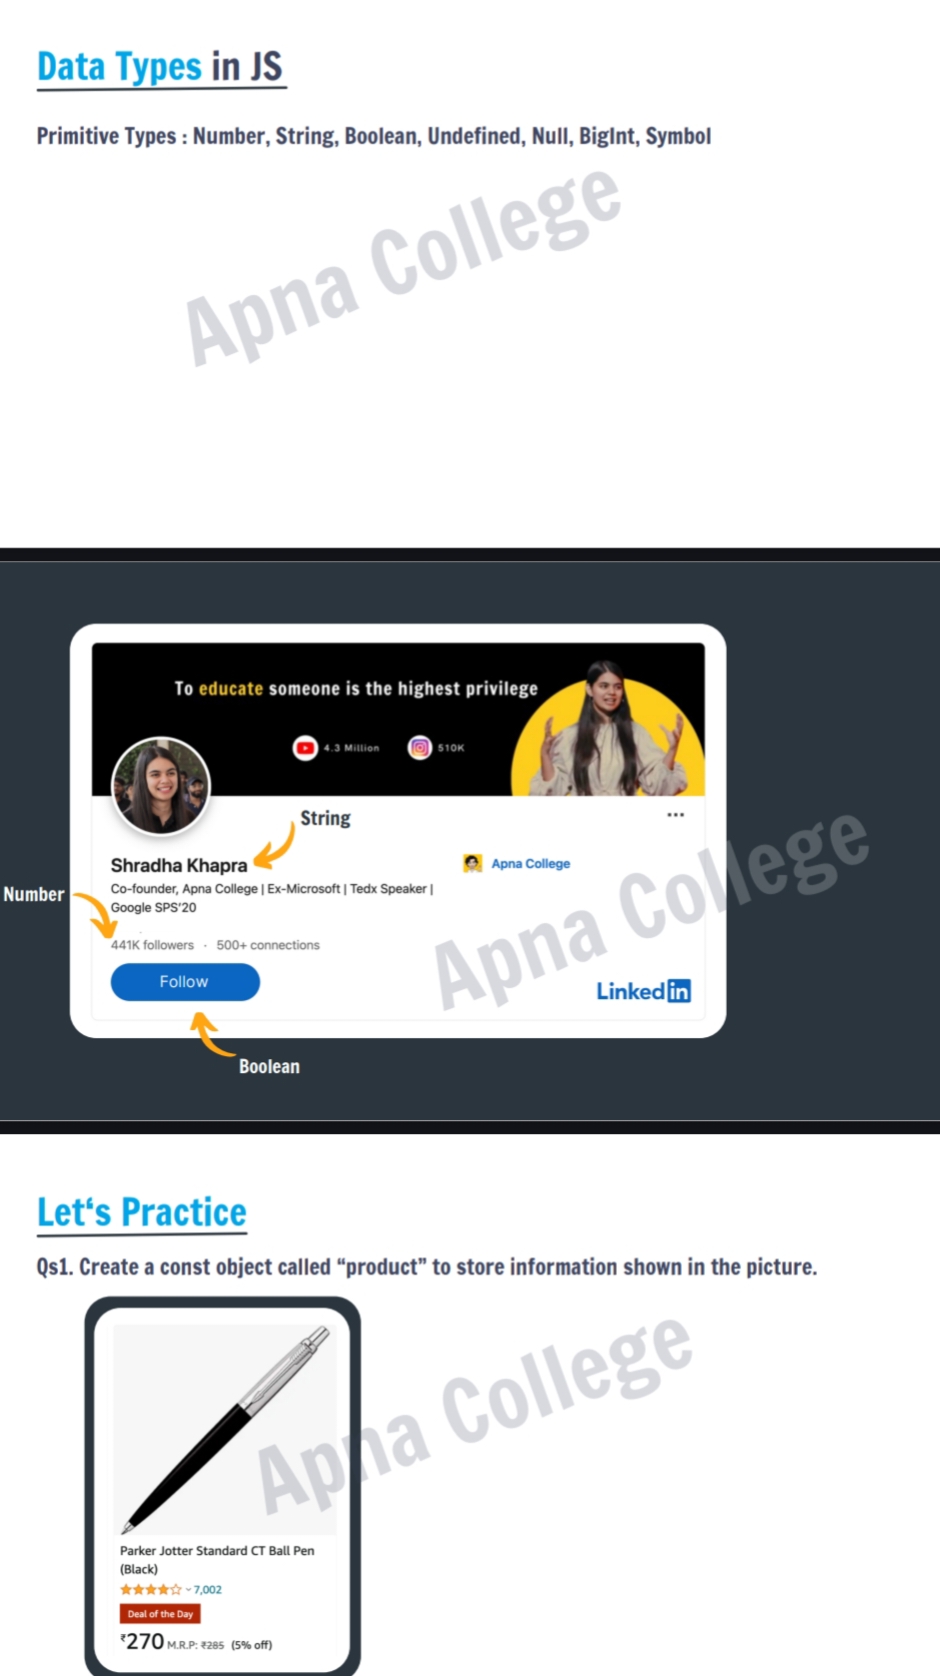 Data Types in JS
Primitive Types : Number, String, Boolean, Undefined, Null, BigInt, Symbol
Apna College
To educate someone is the highest privilege
4.3 Million 510K
String
Shradha Khapra
Apna College
Co-founder, Apna College | Ex-Microsoft | Tedx Speaker |
Google SPS'20
Number
441K followers · 500+ connections
Follow
LinkedIn
Boolean
Apna College
Let‘s Practice
Qs1. Create a const object called “product” to store information shown in the picture.
Apna College
Parker Jotter Standard CT Ball Pen
(Black)
7,002
Deal of the Day
₹270 M.R.P: ₹285 (5% off)